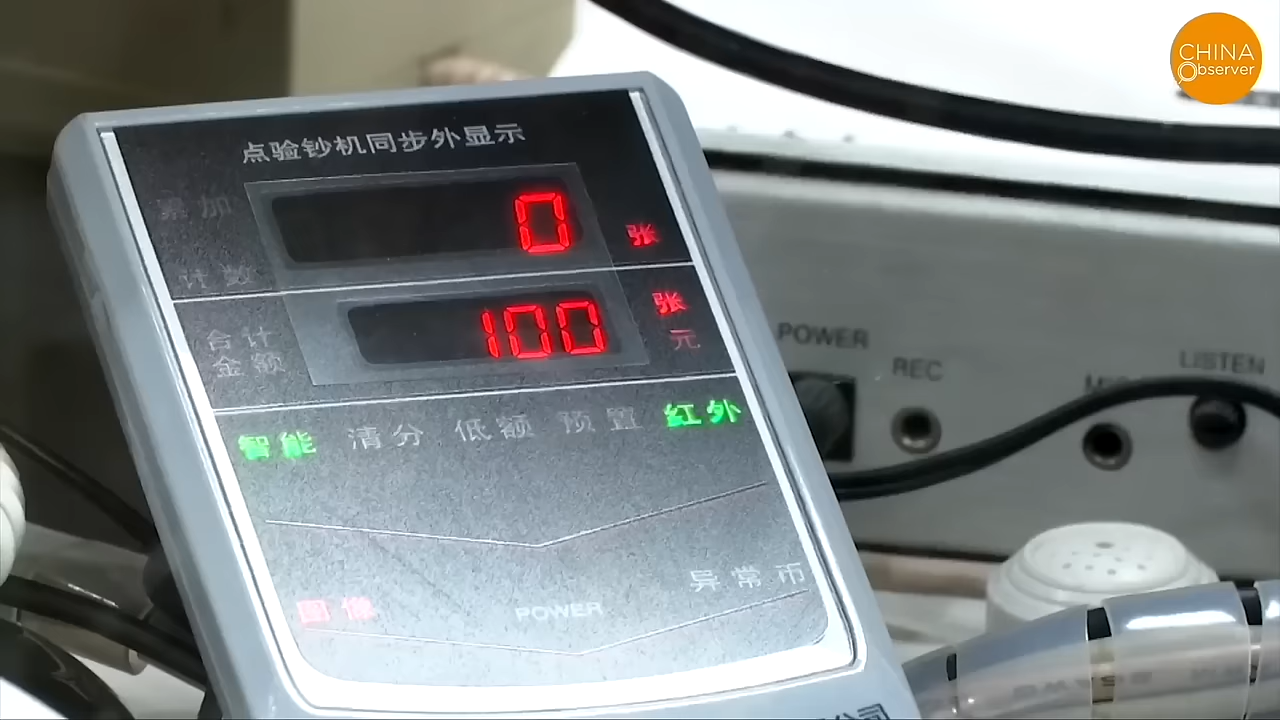 CHINA
Observer
点验钞机同步外显示
累加
计数
0
张
合计
金额
100
张
元
智能
清分
低额
预置
红外
图像
POWER
异常币
公司
POWER
REC
LISTEN